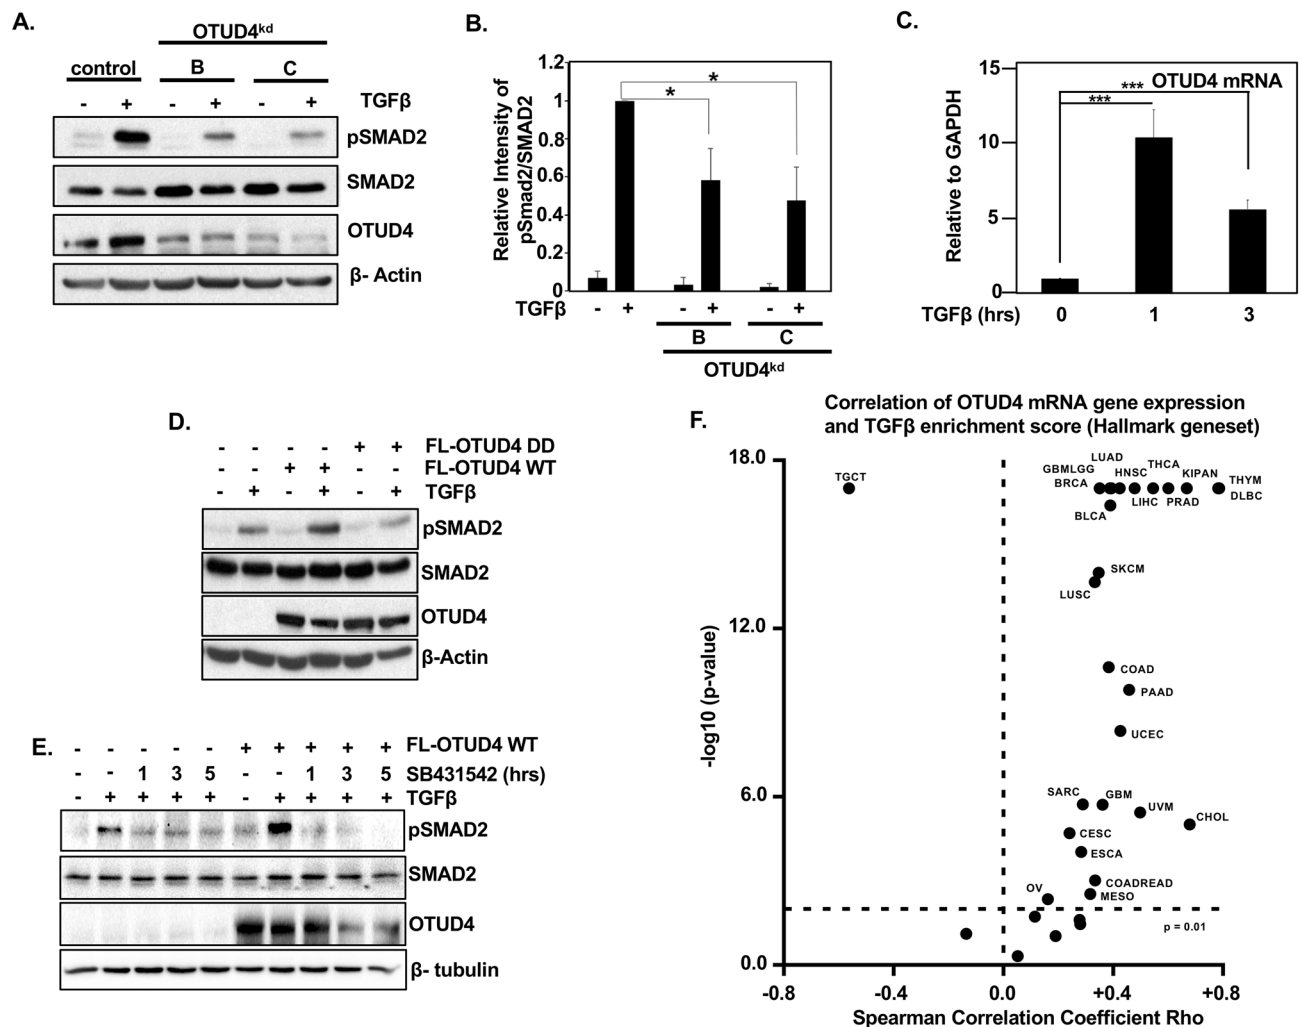 A.
OTUD4kd
control B C
- + - + - + TGFβ
pSMAD2
SMAD2
OTUD4
β- Actin
B.
Relative Intensity of
pSmad2/SMAD2
1.2
1
0.8
0.6
0.4
0.2
0
* *
TGFβ - + - + - +
B C
OTUD4kd
C.
OTUD4 mRNA
***
***
Relative to GAPDH
15
10
5
0
TGFβ (hrs) 0 1 3
D.
- - - - + + FL-OTUD4 DD
- - + + - - FL-OTUD4 WT
- + - + - + TGFβ
pSMAD2
SMAD2
OTUD4
β-Actin
E.
- - - - - + + + + + FL-OTUD4 WT
- - 1 3 5 - - 1 3 5 SB431542 (hrs)
- + + + + - + + + + TGFβ
pSMAD2
SMAD2
OTUD4
β- tubulin
F.
Correlation of OTUD4 mRNA gene expression
and TGFβ enrichment score (Hallmark geneset)
-log10 (p-value)
18.0
12.0
6.0
0.0
TGCT
LUAD
GBMLGG HNSC THCA KIPAN THYM
BRCA LIHC PRAD DLBC
BLCA
SKCM
LUSC
COAD
PAAD
UCEC
SARC GBM
UVM
CHOL
CESC
ESCA
COADREAD
OV MESO
p = 0.01
-0.8 -0.4 0.0 +0.4 +0.8
Spearman Correlation Coefficient Rho